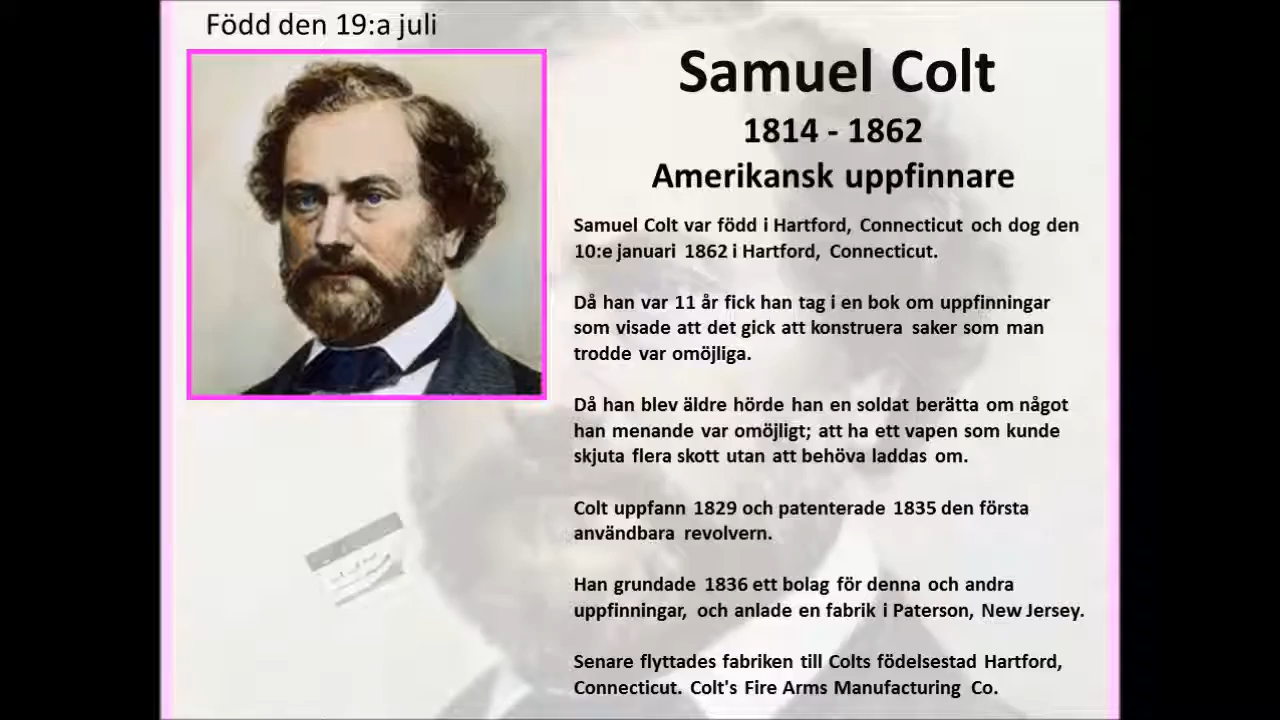 Född den 19:a juli
Samuel Colt
1814 - 1862
Amerikansk uppfinnare
Samuel Colt var född i Hartford, Connecticut och dog den
10:e januari 1862 i Hartford, Connecticut.
Då han var 11 år fick han tag i en bok om uppfinningar
som visade att det gick att konstruera saker som man
trodde var omöjliga.
Då han blev äldre hörde han en soldat berätta om något
han menande var omöjligt; att ha ett vapen som kunde
skjuta flera skott utan att behöva laddas om.
Colt uppfann 1829 och patenterade 1835 den första
användbara revolvern.
Han grundade 1836 ett bolag för denna och andra
uppfinningar, och anlade en fabrik i Paterson, New Jersey.
Senare flyttades fabriken till Colts födelsestad Hartford,
Connecticut. Colt's Fire Arms Manufacturing Co.